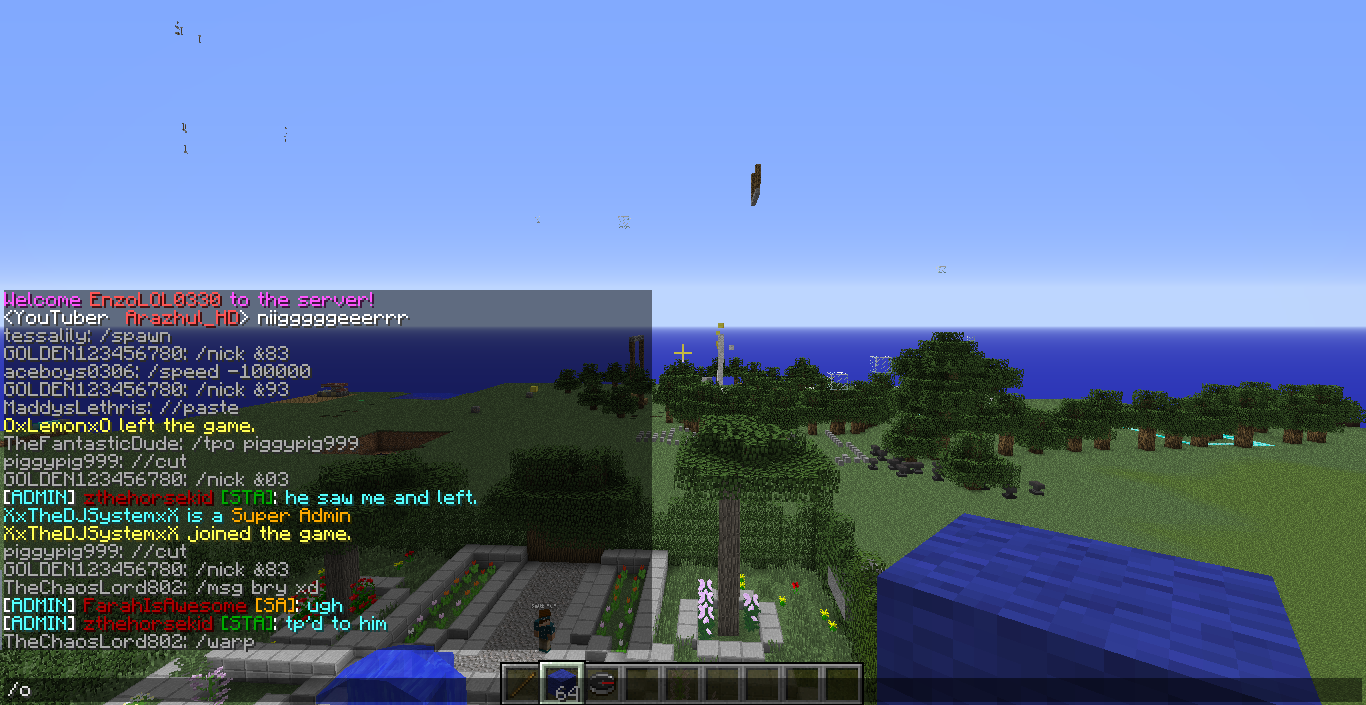 Welcome EnzoLOL0330 to the server!
<YouTuber Arazhul_HD> niigggggeeerrr
tessalily: /spawn
GOLDEN123456780: /nick &83
aceboys0306: /speed -100000
GOLDEN123456780: /nick &93
MaddysLethris: //paste
OxLemonxO left the game.
TheFantasticDude: /tpo piggypig999
piggypig999: //cut
GOLDEN123456780: /nick &03
[ADMIN] zthehorsekid [STA]: he saw me and left.
XxTheDJSystemxX is a Super Admin
XxTheDJSystemxX joined the game.
piggypig999: //cut
GOLDEN123456780: /nick &83
TheChaosLord802: /msg bry xd
[ADMIN] FarahIsAwesome [SA]: ugh
[ADMIN] zthehorsekid [STA]: tp'd to him
TheChaosLord802: /warp
64
/o